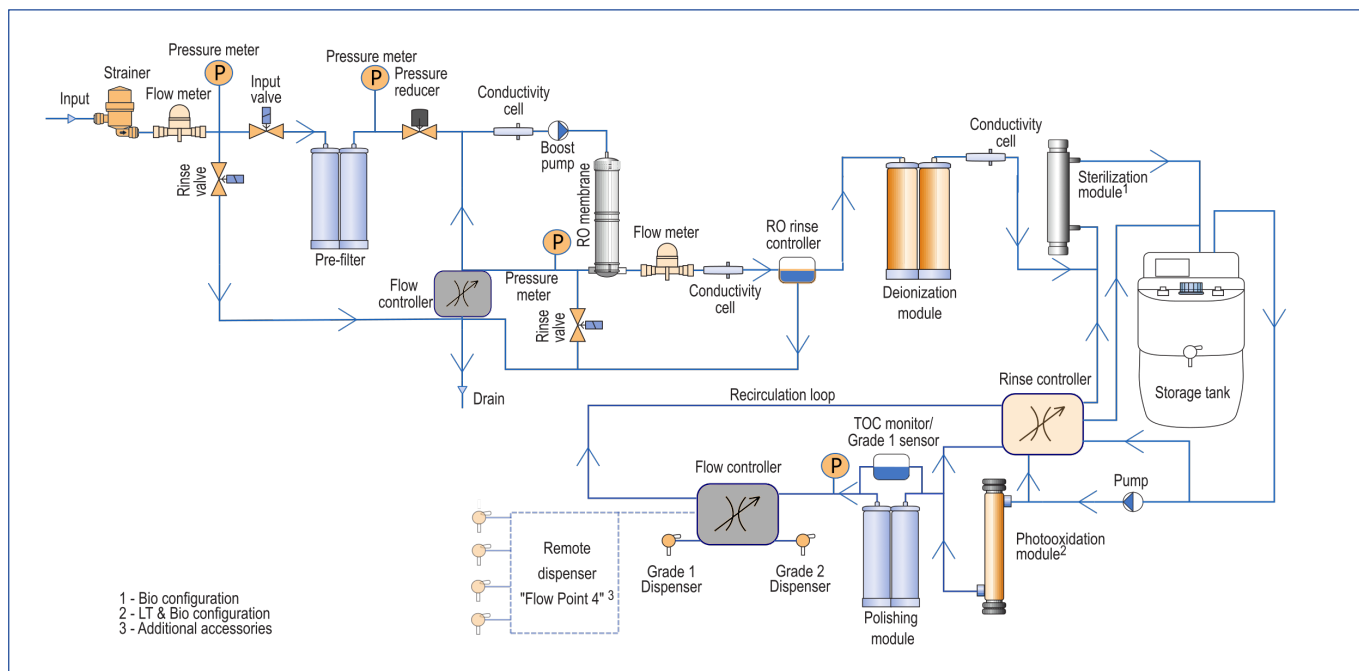 Pressure meter
Strainer
Input
Flow meter
Input
valve
P
Rinse
valve
Pre-filter
Pressure meter
P
Pressure
reducer
Conductivity
cell
Boost
pump
RO membrane
P
Pressure
meter
Flow
controller
Rinse
valve
Drain
Flow meter
Conductivity
cell
RO rinse
controller
Deionization
module
Conductivity
cell
Sterilization
module1
Storage tank
Rinse controller
Recirculation loop
TOC monitor/
Grade 1 sensor
P
Flow controller
Pump
Photooxidation
module2
Polishing
module
Grade 1
Dispenser
Grade 2
Dispenser
Remote
dispenser
"Flow Point 4" 3
1 - Bio configuration
2 - LT & Bio configuration
3 - Additional accessories